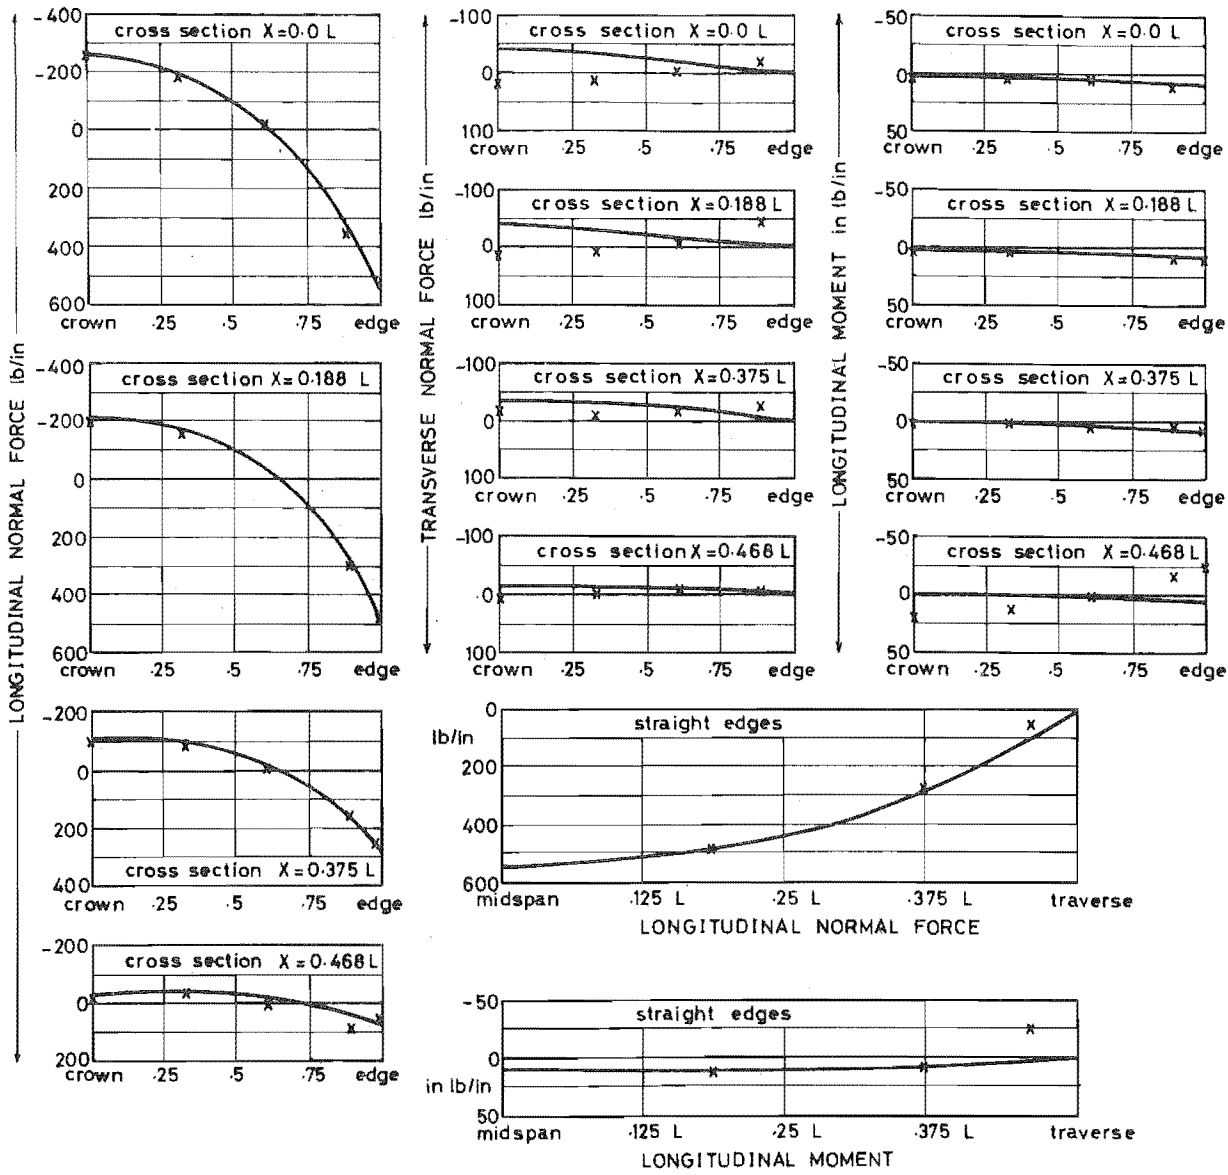 LONGITUDINAL NORMAL FORCE lb/in
-400
-200
0
200
400
600
cross section X=0.0 L
crown .25 .5 .75 edge
-400
-200
0
200
400
600
cross section X=0.188 L
crown .25 .5 .75 edge
-200
0
200
400
cross section X=0.375 L
crown .25 .5 .75 edge
-200
0
200
cross section X=0.468 L
crown .25 .5 .75 edge
TRANSVERSE NORMAL FORCE lb/in
-100
0
100
cross section X=0.0 L
crown .25 .5 .75 edge
-100
0
100
cross section X=0.188 L
crown .25 .5 .75 edge
-100
0
100
cross section X=0.375 L
crown .25 .5 .75 edge
-100
0
100
cross section X=0.468 L
crown .25 .5 .75 edge
LONGITUDINAL MOMENT in lb/in
-50
0
50
cross section X=0.0 L
crown .25 .5 .75 edge
-50
0
50
cross section X=0.188 L
crown .25 .5 .75 edge
-50
0
50
cross section X=0.375 L
crown .25 .5 .75 edge
-50
0
50
cross section X=0.468 L
crown .25 .5 .75 edge
0
lb/in
200
400
600
straight edges
midspan .125 L .25 L .375 L traverse
LONGITUDINAL NORMAL FORCE
-50
0
in lb/in
50
straight edges
midspan .125 L .25 L .375 L traverse
LONGITUDINAL MOMENT